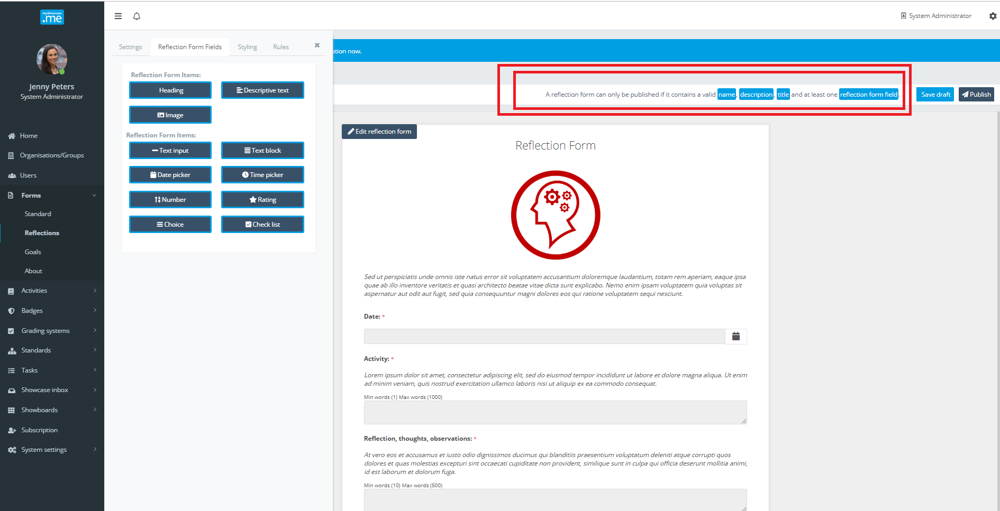 myshowcase
.me
System Administrator
Jenny Peters
System Administrator
Home
Organisations/Groups
Users
Forms
Standard
Reflections
Goals
About
Activities
Badges
Grading systems
Standards
Tasks
Showcase inbox
Showboards
Subscription
System settings
Settings
Reflection Form Fields
Styling
Rules
Reflection Form Items:
Heading
Descriptive text
Image
Reflection Form Items:
Text input
Text block
Date picker
Time picker
Number
Rating
Choice
Check list
ption now.
A reflection form can only be published if it contains a valid name, description, title and at least one reflection form field.
Save draft
Publish
Edit reflection form
Reflection Form
Sed ut perspiciatis unde omnis iste natus error sit voluptatem accusantium doloremque laudantium, totam rem aperiam, eaque ipsa
quae ab illo inventore veritatis et quasi architecto beatae vitae dicta sunt explicabo. Nemo enim ipsam voluptatem quia voluptas sit
aspernatur aut odit aut fugit, sed quia consequuntur magni dolores eos qui ratione voluptatem sequi nesciunt.
Date: *
Activity: *
Lorem ipsum dolor sit amet, consectetur adipiscing elit, sed do eiusmod tempor incididunt ut labore et dolore magna aliqua. Ut enim
ad minim veniam, quis nostrud exercitation ullamco laboris nisi ut aliquip ex ea commodo consequat.
Min words (1) Max words (1000)
Reflection, thoughts, observations: *
At vero eos et accusamus et iusto odio dignissimos ducimus qui blanditiis praesentium voluptatum deleniti atque corrupti quos
dolores et quas molestias excepturi sint occaecati cupiditate non provident, similique sunt in culpa qui officia deserunt mollitia animi,
id est laborum et dolorum fuga.
Min words (10) Max words (500)